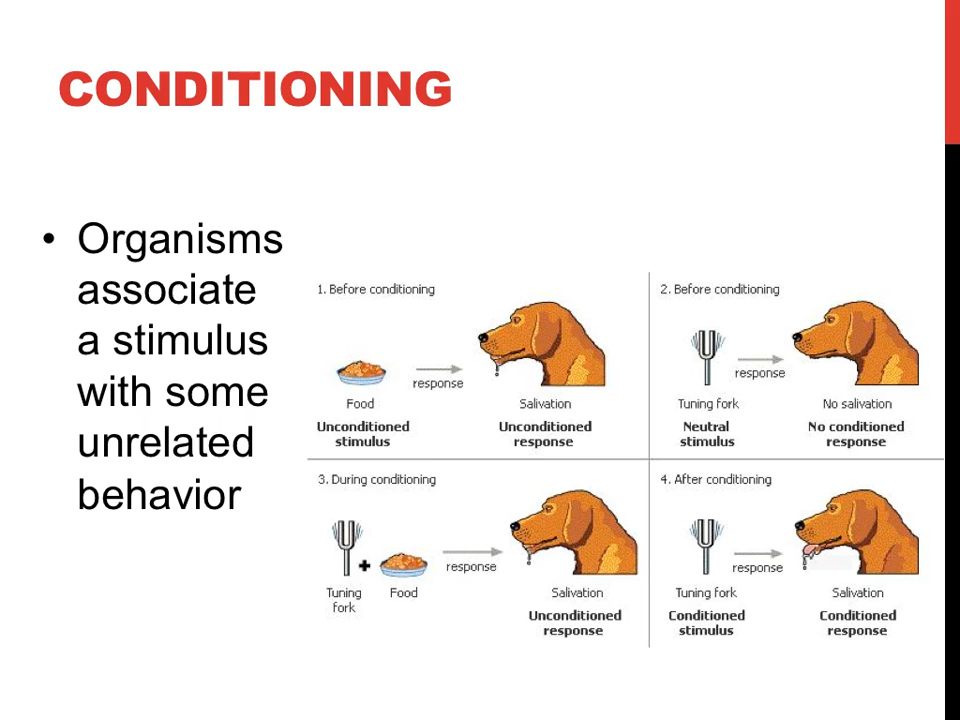 CONDITIONING
• Organisms
associate
a stimulus
with some
unrelated
behavior
1. Before conditioning
response
Food
Salivation
Unconditioned
stimulus
Unconditioned
response
2. Before conditioning
response
Tuning fork
No salivation
Neutral
stimulus
No conditioned
response
3. During conditioning
+
response
Tuning
fork
Food
Salivation
Unconditioned
response
4. After conditioning
response
Tuning fork
Salivation
Conditioned
stimulus
Conditioned
response